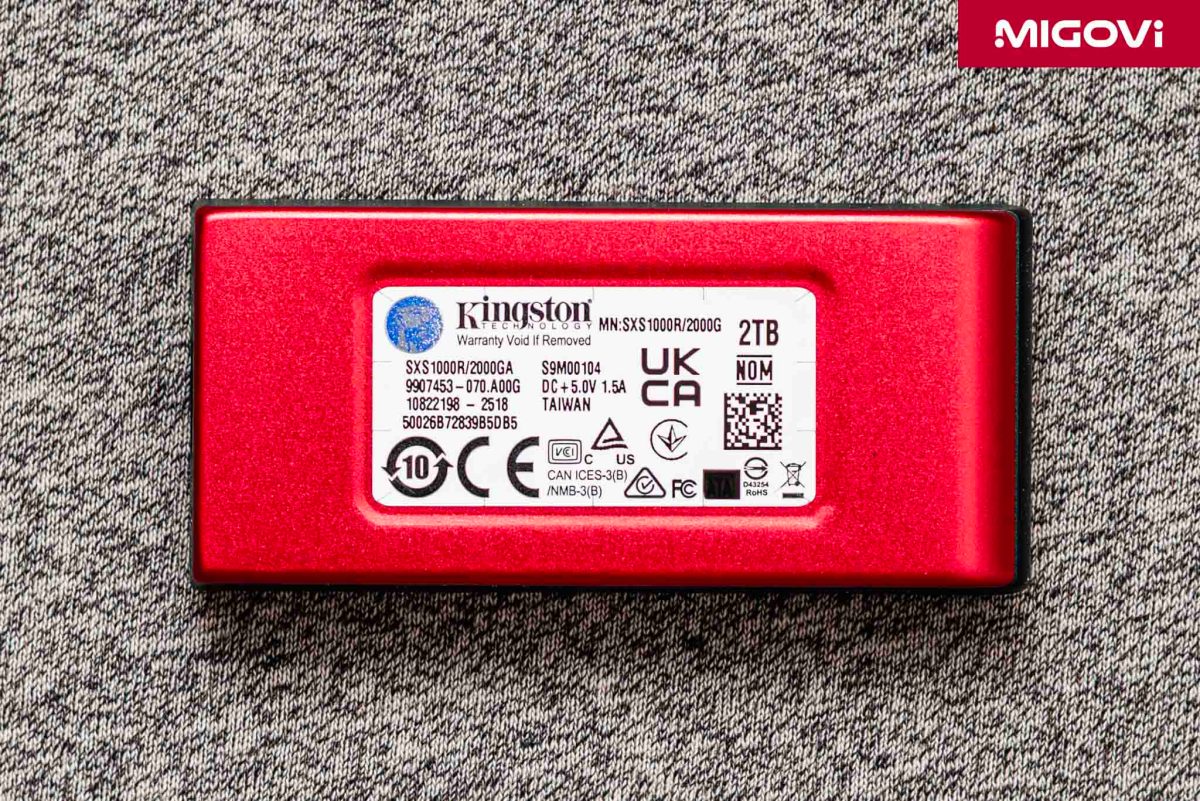 MIGOVi
Kingston
TECHNOLOGY
Warranty Void If Removed
MN:SXS1000R/2000G
2TB
SXS1000R/2000GA
S9M00104
9907453-070.A00G
DC+5.0V 1.5A
10822198 - 2518
TAIWAN
50026B72839B5DB5
UK
CA
NOM
10
CE
VCI
C US
CAN ICES-3(B)
/NMB-3(B)
FC
D43254
RoHS